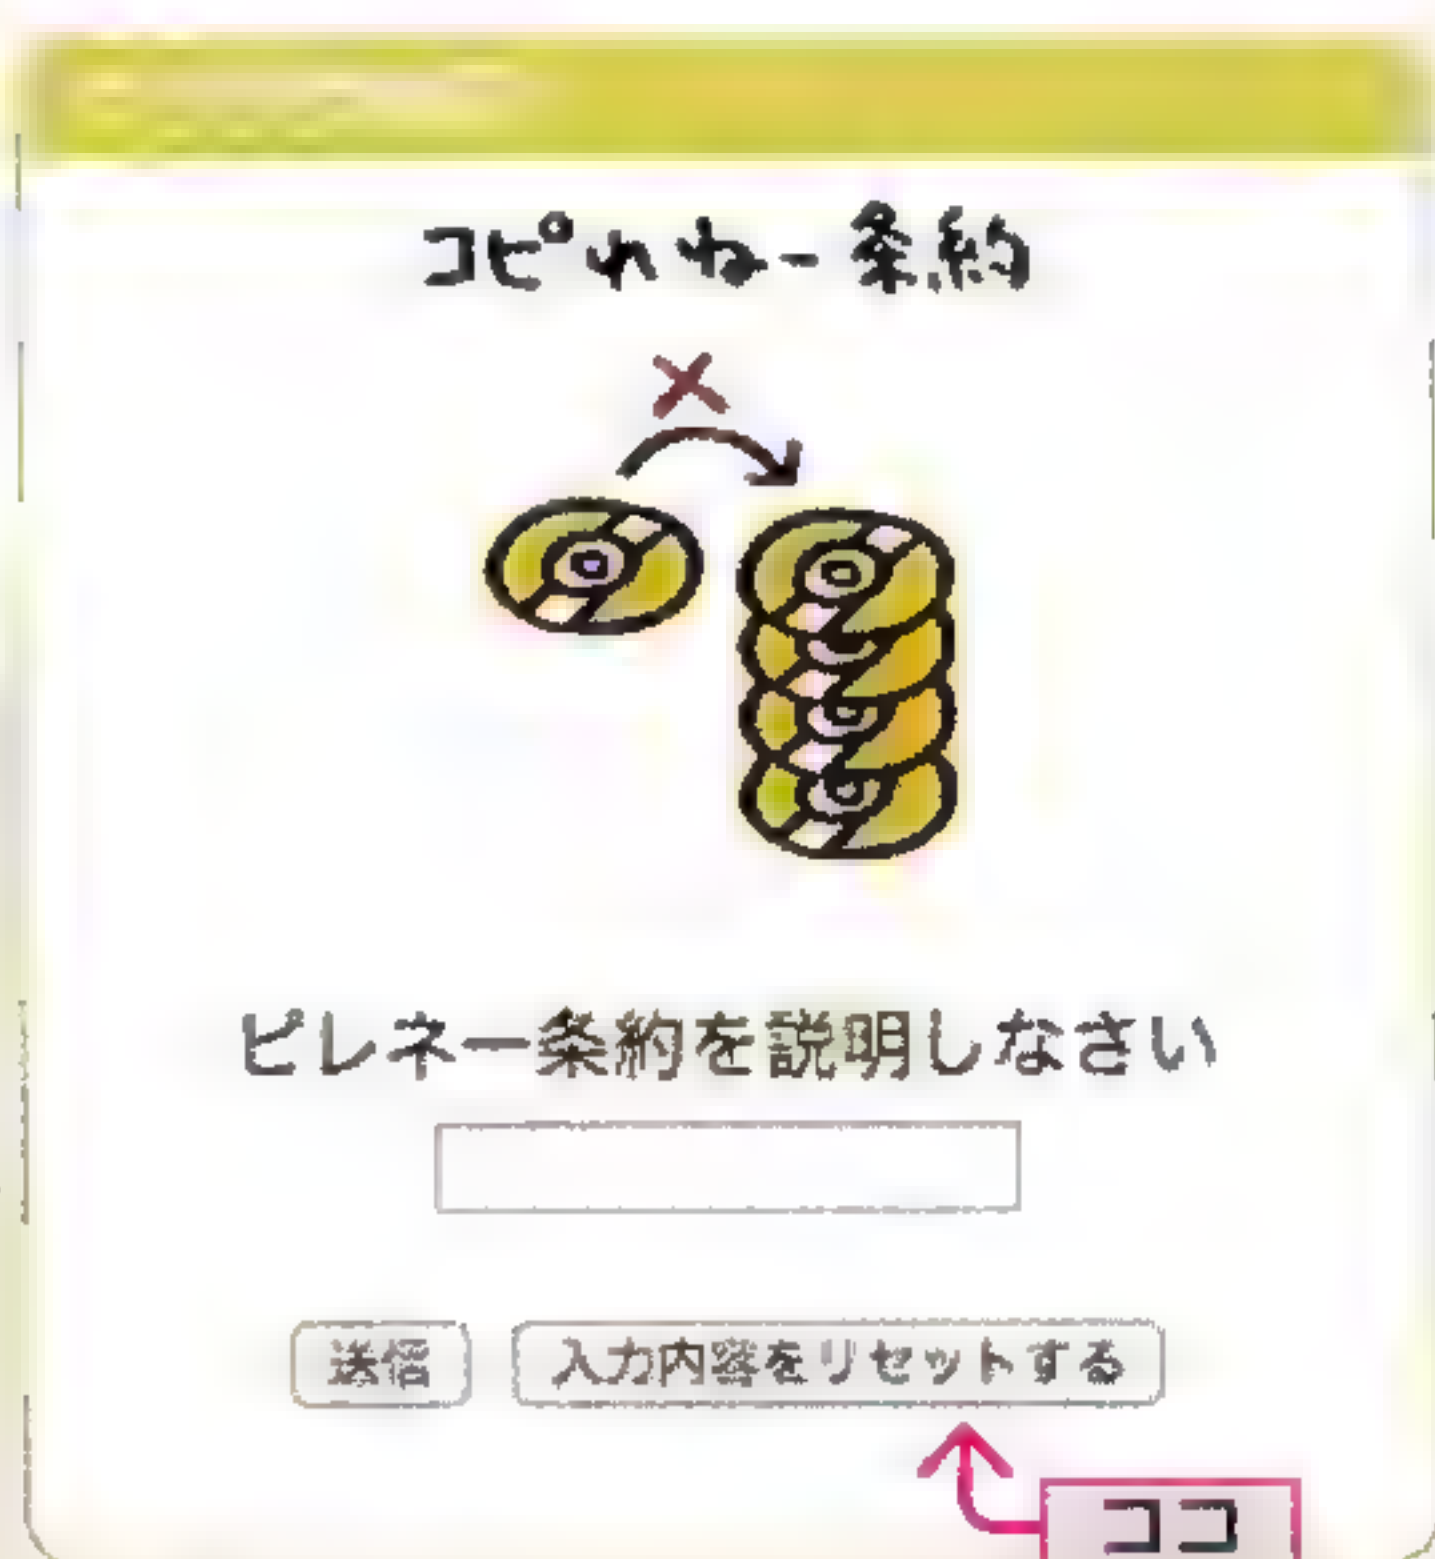 コピれねー条約
×
ピレネー条約を説明しなさい
送信 入力内容をリセットする
ココ